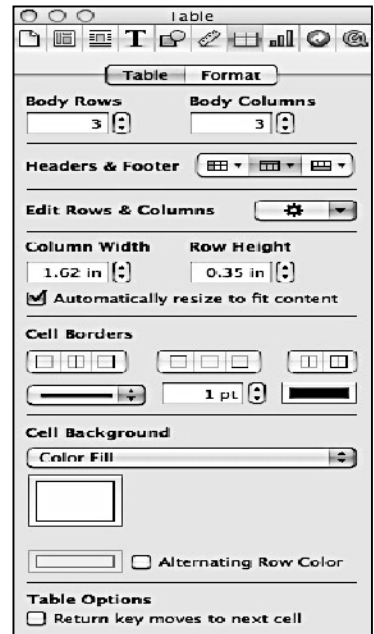 Table
T
Table Format
Body Rows Body Columns
3 3
Headers & Footer
Edit Rows & Columns
Column Width Row Height
1.62 in 0.35 in
Automatically resize to fit content
Cell Borders
1 pt
Cell Background
Color Fill
Alternating Row Color
Table Options
Return key moves to next cell